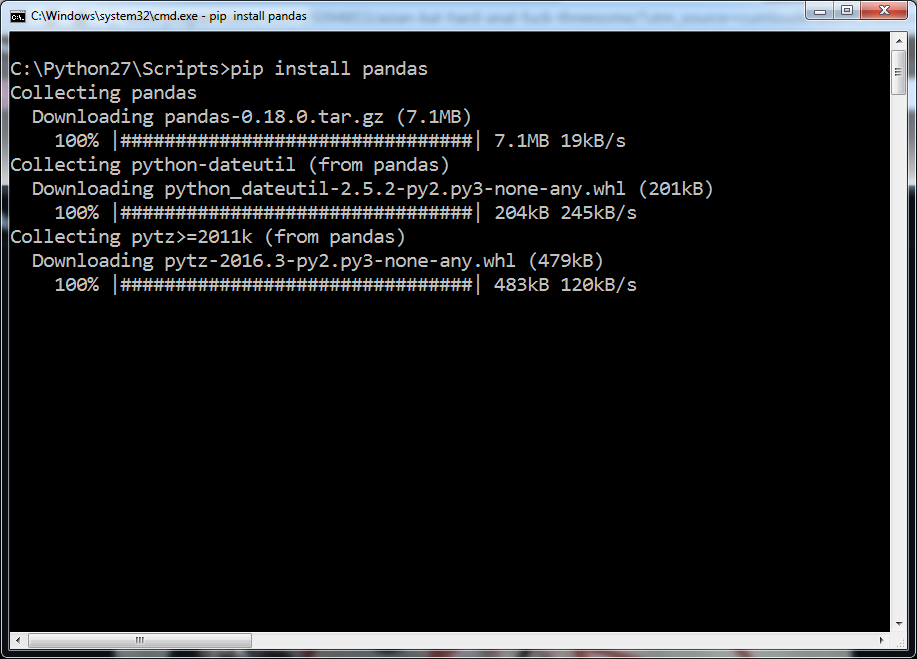 C:\Windows\system32\cmd.exe - pip  install pandas
C:\Python27\Scripts>pip install pandas
Collecting pandas
  Downloading pandas-0.18.0.tar.gz (7.1MB)
    100% |################################| 7.1MB 19kB/s
Collecting python-dateutil (from pandas)
  Downloading python_dateutil-2.5.2-py2.py3-none-any.whl (201kB)
    100% |################################| 204kB 245kB/s
Collecting pytz>=2011k (from pandas)
  Downloading pytz-2016.3-py2.py3-none-any.whl (479kB)
    100% |################################| 483kB 120kB/s